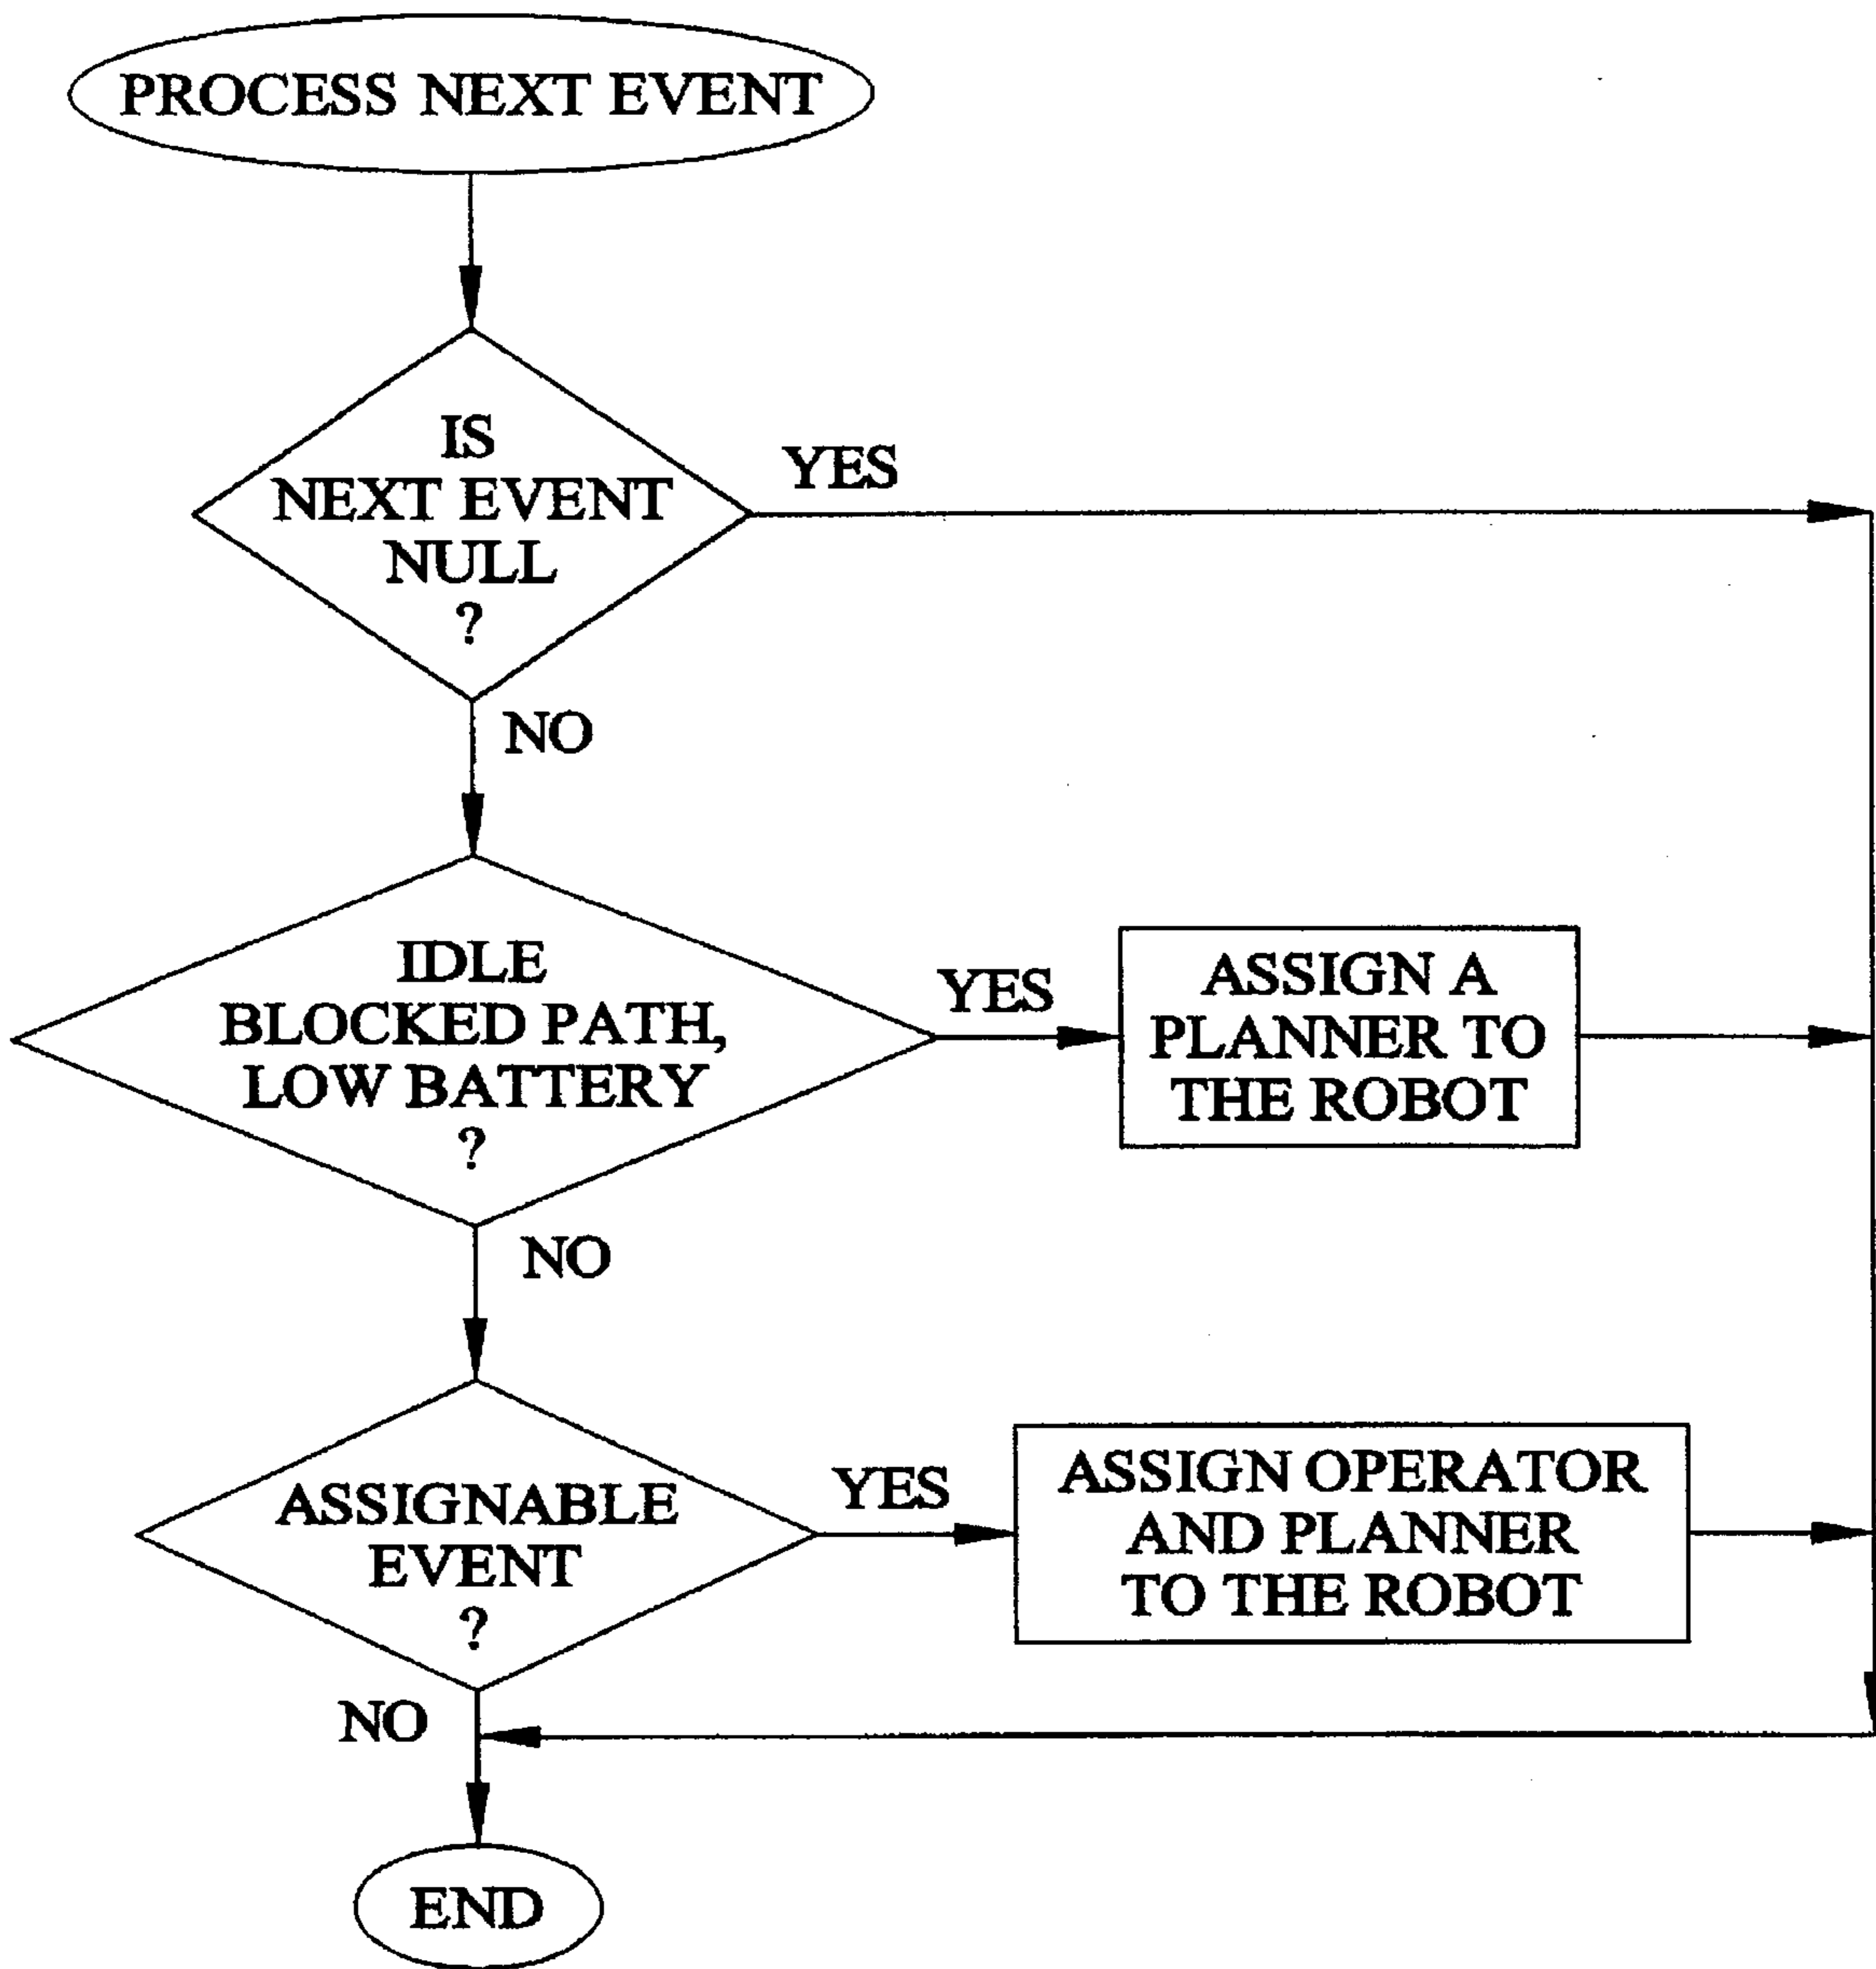 PROCESS NEXT EVENT
IS
NEXT EVENT
NULL
?
YES
NO
IDLE
BLOCKED PATH,
LOW BATTERY
?
YES
ASSIGN A
PLANNER TO
THE ROBOT
NO
ASSIGNABLE
EVENT
?
YES
ASSIGN OPERATOR
AND PLANNER
TO THE ROBOT
NO
END